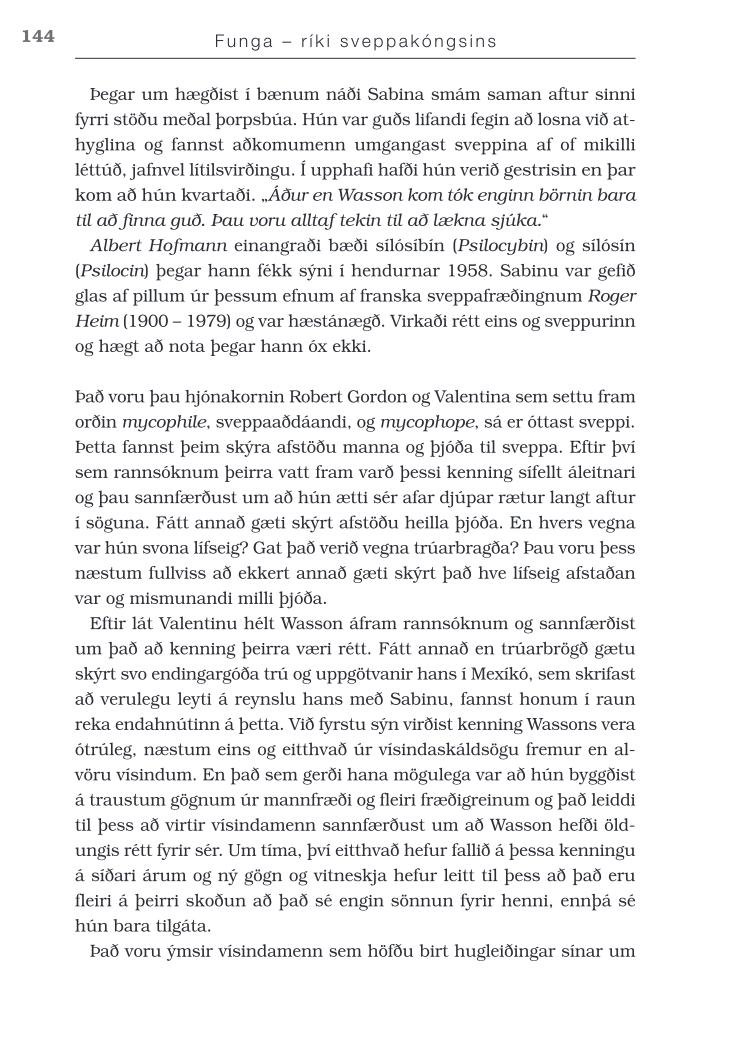 144
Funga – ríki sveppakóngsins
Þegar um hægðist í bænum náði Sabina smám saman aftur sinni
fyrri stöðu meðal þorpsbúa. Hún var guðs lifandi fegin að losna við at-
hyglina og fannst aðkomumenn umgangast sveppina af of mikilli
léttúð, jafnvel lítilsvirðingu. Í upphafi hafði hún verið gestrisin en þar
kom að hún kvartaði. „Áður en Wasson kom tók enginn börnin bara
til að finna guð. Þau voru alltaf tekin til að lækna sjúka.“
Albert Hofmann einangraði bæði sílósíbín (Psilocybin) og sílósín
(Psilocin) þegar hann fékk sýni í hendurnar 1958. Sabinu var gefið
glas af pillum úr þessum efnum af franska sveppafræðingnum Roger
Heim (1900 – 1979) og var hæstánægð. Virkaði rétt eins og sveppurinn
og hægt að nota þegar hann óx ekki.
Það voru þau hjónakornin Robert Gordon og Valentina sem settu fram
orðin mycophile, sveppaaðdáandi, og mycophope, sá er óttast sveppi.
Þetta fannst þeim skýra afstöðu manna og þjóða til sveppa. Eftir því
sem rannsóknum þeirra vatt fram varð þessi kenning sífellt áleitnari
og þau sannfærðust um að hún ætti sér afar djúpar rætur langt aftur
í söguna. Fátt annað gæti skýrt afstöðu heilla þjóða. En hvers vegna
var hún svona lífseig? Gat það verið vegna trúarbragða? Þau voru þess
næstum fullviss að ekkert annað gæti skýrt það hve lífseig afstaðan
var og mismunandi milli þjóða.
Eftir lát Valentinu hélt Wasson áfram rannsóknum og sannfærðist
um það að kenning þeirra væri rétt. Fátt annað en trúarbrögð gætu
skýrt svo endingargóða trú og uppgötvanir hans í Mexíkó, sem skrifast
að verulegu leyti á reynslu hans með Sabinu, fannst honum í raun
reka endahnútinn á þetta. Við fyrstu sýn virðist kenning Wassons vera
ótrúleg, næstum eins og eitthvað úr vísindaskáldsögu fremur en al-
vöru vísindum. En það sem gerði hana mögulega var að hún byggðist
á traustum gögnum úr mannfræði og fleiri fræðigreinum og það leiddi
til þess að virtir vísindamenn sannfærðust um að Wasson hefði öld-
ungis rétt fyrir sér. Um tíma, því eitthvað hefur fallið á þessa kenningu
á síðari árum og ný gögn og vitneskja hefur leitt til þess að það eru
fleiri á þeirri skoðun að það sé engin sönnun fyrir henni, ennþá sé
hún bara tilgáta.
Það voru ýmsir vísindamenn sem höfðu birt hugleiðingar sínar um